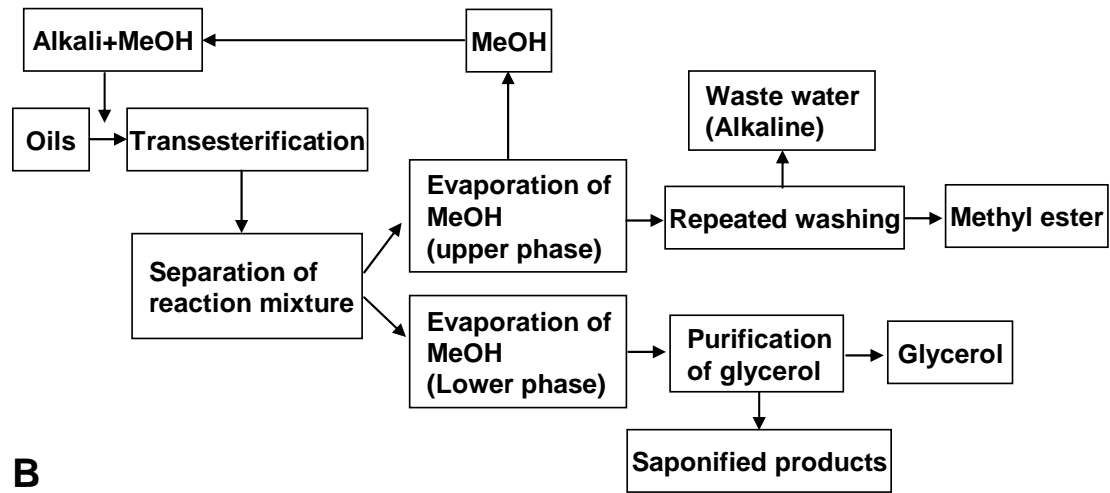 Alkali+MeOH
MeOH
Waste water
(Alkaline)
Oils
Transesterification
Evaporation of
MeOH
(upper phase)
Repeated washing
Methyl ester
Separation of
reaction mixture
Evaporation of
MeOH
(Lower phase)
Purification
of glycerol
Glycerol
Saponified products
B